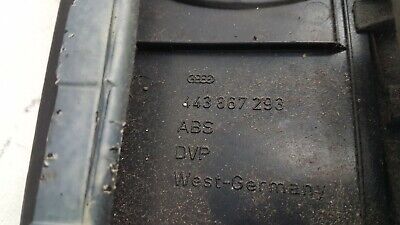 443 867 293
ABS
DVP
West-Germany